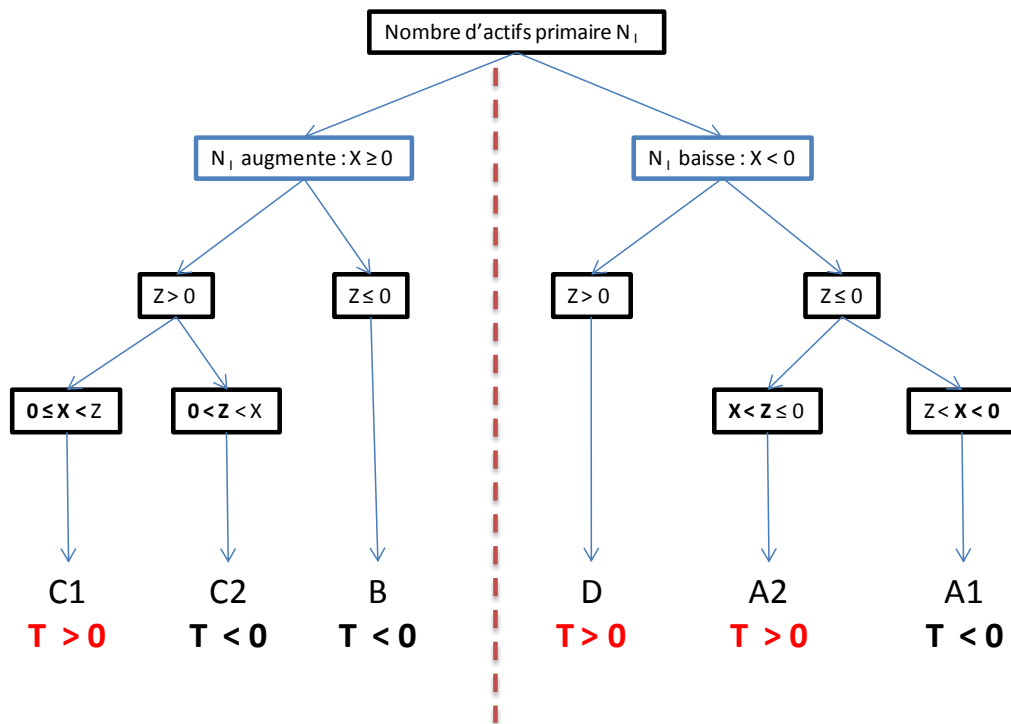 Nombre d'actifs primaire N I
N I augmente : X ≥ 0
N I baisse : X < 0
Z > 0
Z ≤ 0
Z > 0
Z ≤ 0
0 ≤ X < Z
0 < Z < X
X < Z ≤ 0
Z < X < 0
C1
C2
B
D
A2
A1
T > 0
T < 0
T < 0
T > 0
T > 0
T < 0